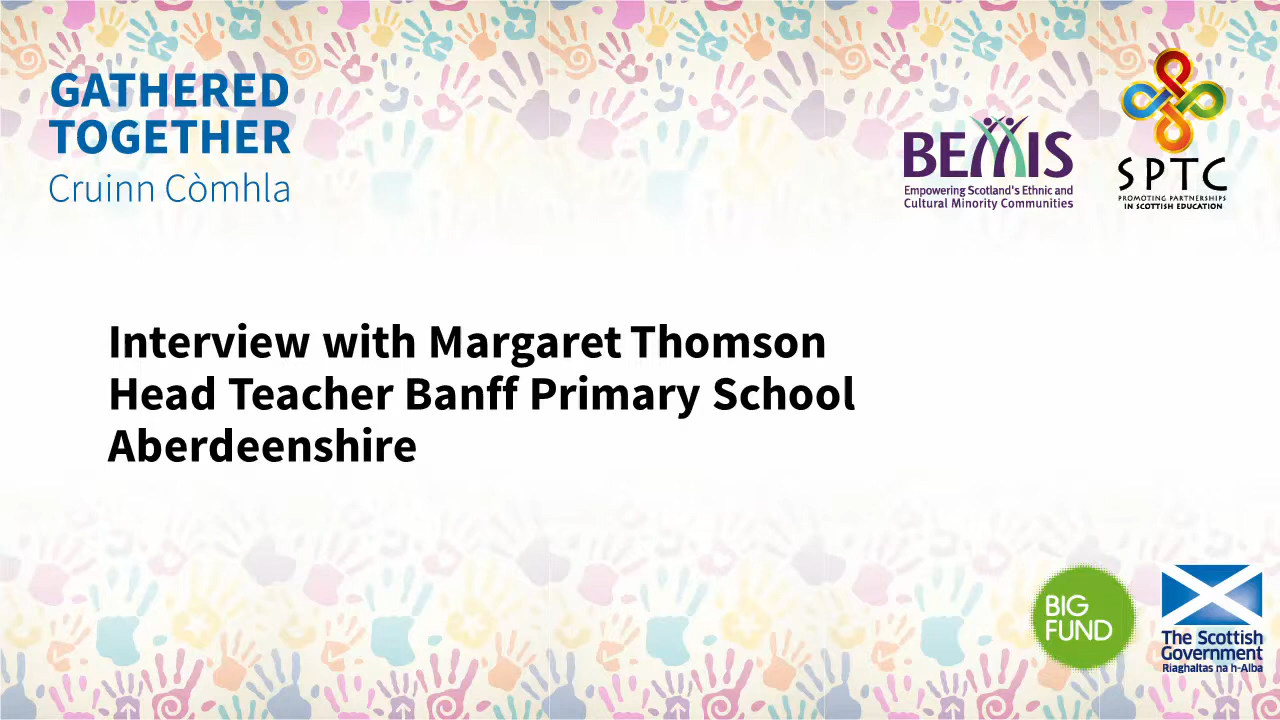 GATHERED
TOGETHER
Cruinn Còmhla
BEMIS
Empowering Scotland's Ethnic and
Cultural Minority Communities
SPTC
PROMOTING PARTNERSHIPS
IN SCOTTISH EDUCATION
Interview with Margaret Thomson
Head Teacher Banff Primary School
Aberdeenshire
BIG
FUND
The Scottish
Government
Riaghaltas na h-Alba